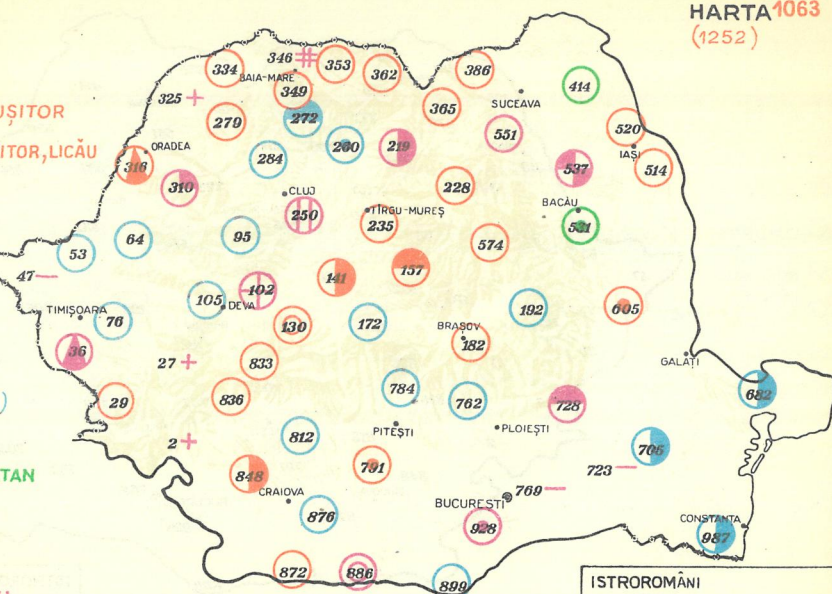 HARTA 1063
(1252)
UȘITOR
ITOR, LICĂU
TAN
346
353
334
362
386
BAIA-MARE
349
325
414
365
SUCEAVA
272
279
551
520
ORADEA
260
219
IAȘI
284
316
537
514
310
228
CLUJ
BACĂU
250
TÎRGU-MUREȘ
235
531
95
64
574
53
47
141
157
102
105
DEVA
TIMIȘOARA
76
130
172
192
605
BRAȘOV
36
182
27
833
GALAȚI
29
836
784
762
728
682
PITEȘTI
PLOIEȘTI
2
812
705
791
723
848
CRAIOVA
769
BUCUREȘTI
876
928
CONSTANȚA
987
872
886
899
ISTROROMÂNI